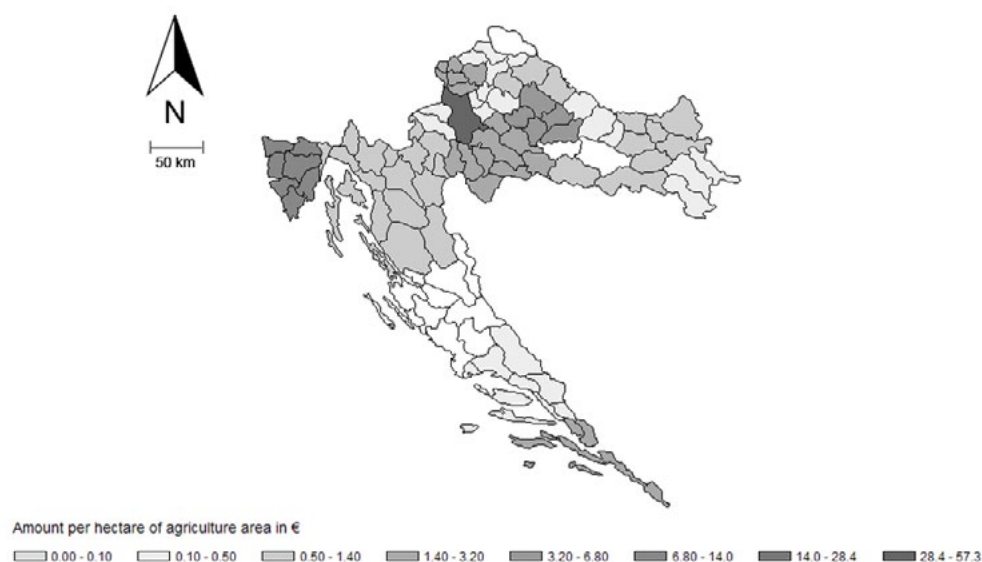 N
50 km
Amount per hectare of agriculture area in €
0.00 - 0.10 0.10 - 0.50 0.50 - 1.40 1.40 - 3.20 3.20 - 6.80 6.80 - 14.0 14.0 - 28.4 28.4 - 57.3